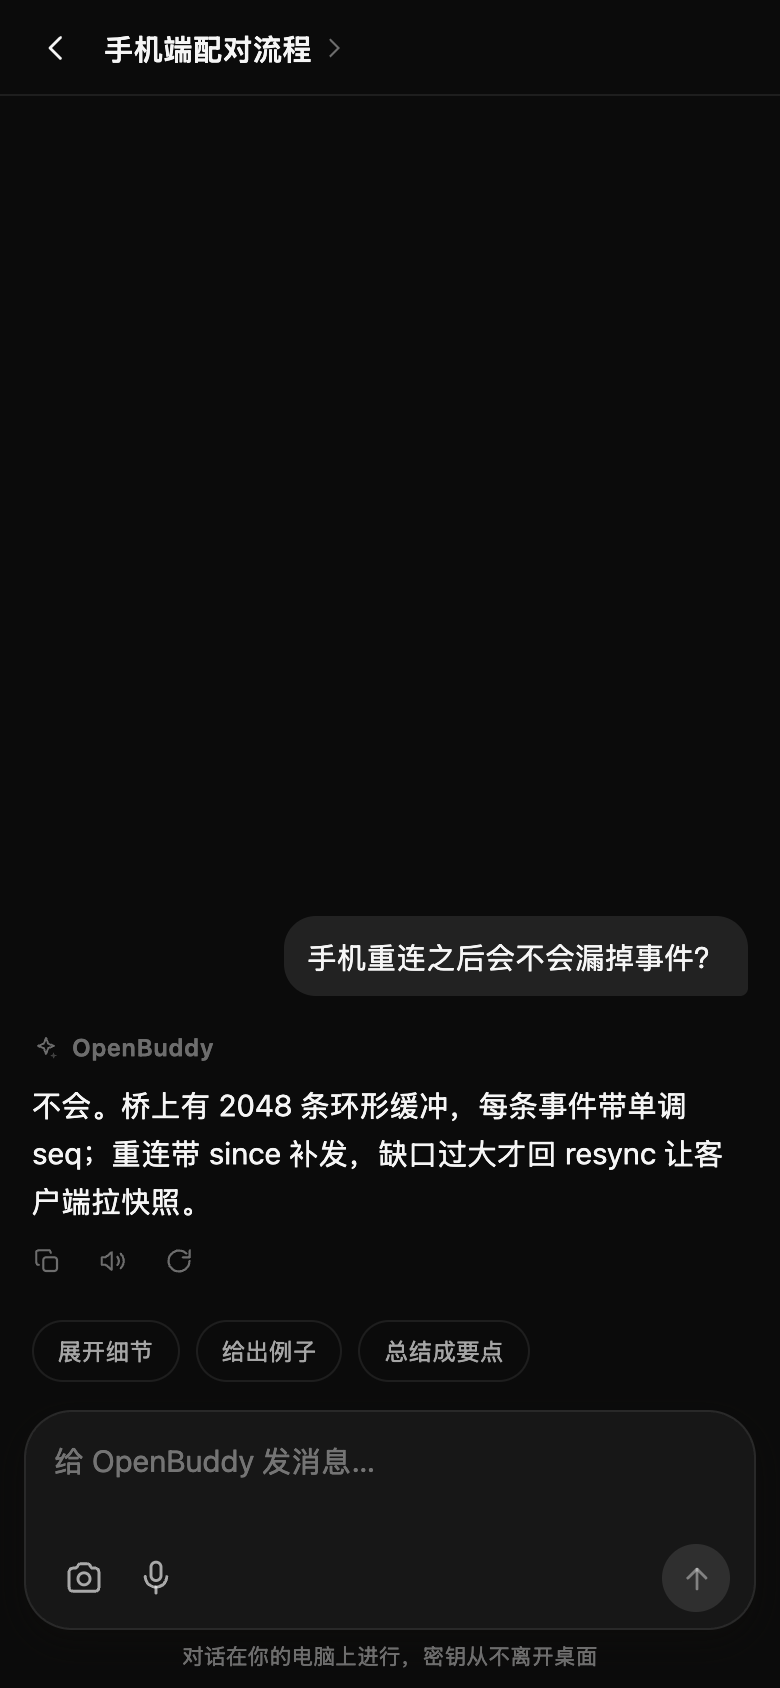 手机端配对流程
手机重连之后会不会漏掉事件?
OpenBuddy
不会。桥上有 2048 条环形缓冲，每条事件带单调
seq；重连带 since 补发，缺口过大才回 resync 让客
户端拉快照。
展开细节 给出例子 总结成要点
给 OpenBuddy 发消息...
对话在你的电脑上进行，密钥从不离开桌面